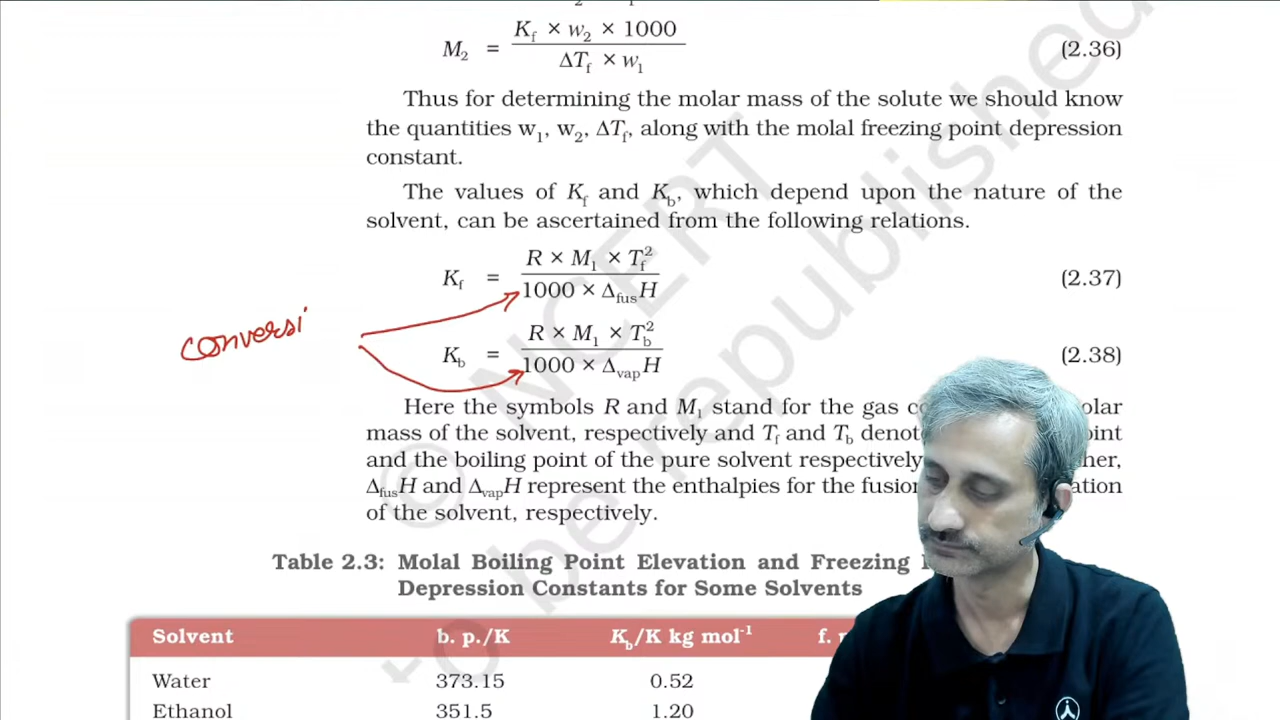 M₂ = K_f × w₂ × 1000 / ΔT_f × w₁ (2.36)
Thus for determining the molar mass of the solute we should know
the quantities w₁, w₂, ΔT_f, along with the molal freezing point depression
constant.
The values of K_f and K_b, which depend upon the nature of the
solvent, can be ascertained from the following relations.
K_f = R × M₁ × T_f² / 1000 × Δ_fus H (2.37)
conversi
K_b = R × M₁ × T_b² / 1000 × Δ_vap H (2.38)
Here the symbols R and M₁ stand for the gas
mass of the solvent, respectively and T_f and T_b
and the boiling point of the pure solvent respectively
Δ_fus H and Δ_vap H represent the enthalpies for the
of the solvent, respectively.
Table 2.3: Molal Boiling Point Elevation and Freezing
Depression Constants for Some Solvents
Solvent b. p./K K_b/K kg mol⁻¹
Water 373.15 0.52
Ethanol 351.5 1.20
© NCERT
to be republished